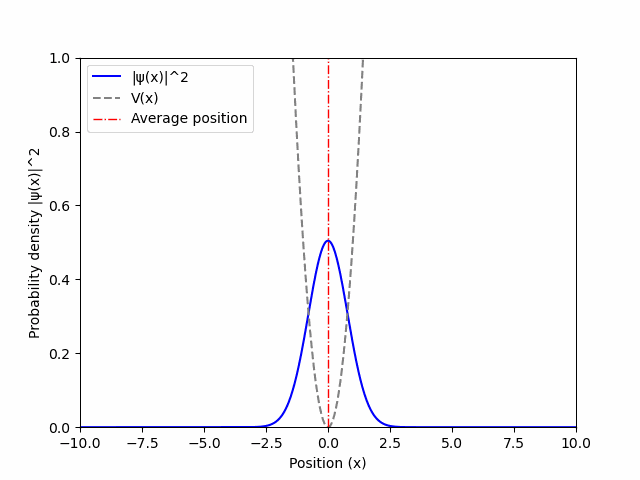 1.0
0.8
0.6
0.4
0.2
0.0
Probability density |ψ(x)|^2
|ψ(x)|^2
V(x)
Average position
−10.0 −7.5 −5.0 −2.5 0.0 2.5 5.0 7.5 10.0
Position (x)